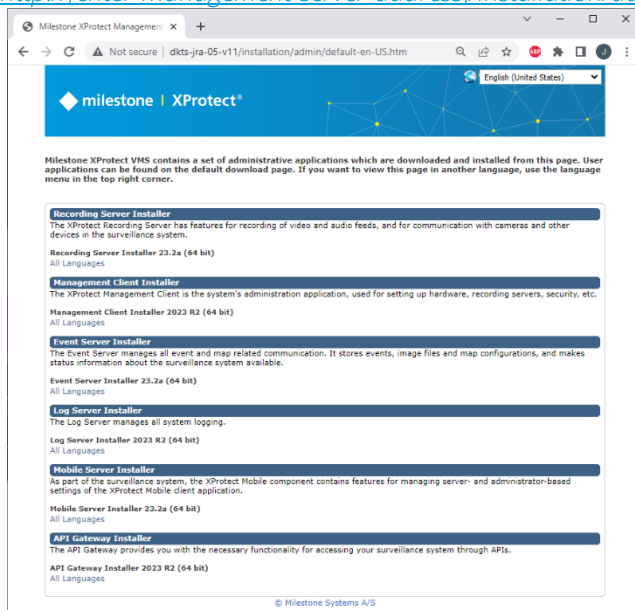 Milestone XProtect Management
Not secure | dkts-jra-05-v11/installation/admin/default-en-US.htm
ABP
J
English (United States)
milestone | XProtect®
Milestone XProtect VMS contains a set of administrative applications which are downloaded and installed from this page. User
applications can be found on the default download page. If you want to view this page in another language, use the language
menu in the top right corner.
Recording Server Installer
The XProtect Recording Server has features for recording of video and audio feeds, and for communication with cameras and other
devices in the surveillance system.
Recording Server Installer 23.2a (64 bit)
All Languages
Management Client Installer
The XProtect Management Client is the system's administration application, used for setting up hardware, recording servers, security, etc.
Management Client Installer 2023 R2 (64 bit)
All Languages
Event Server Installer
The Event Server manages all event and map related communication. It stores events, image files and map configurations, and makes
status information about the surveillance system available.
Event Server Installer 23.2a (64 bit)
All Languages
Log Server Installer
The Log Server manages all system logging.
Log Server Installer 2023 R2 (64 bit)
All Languages
Mobile Server Installer
As part of the surveillance system, the XProtect Mobile component contains features for managing server- and administrator-based
settings of the XProtect Mobile client application.
Mobile Server Installer 23.2a (64 bit)
All Languages
API Gateway Installer
The API Gateway provides you with the necessary functionality for accessing your surveillance system through APIs.
API Gateway Installer 2023 R2 (64 bit)
All Languages
© Milestone Systems A/S